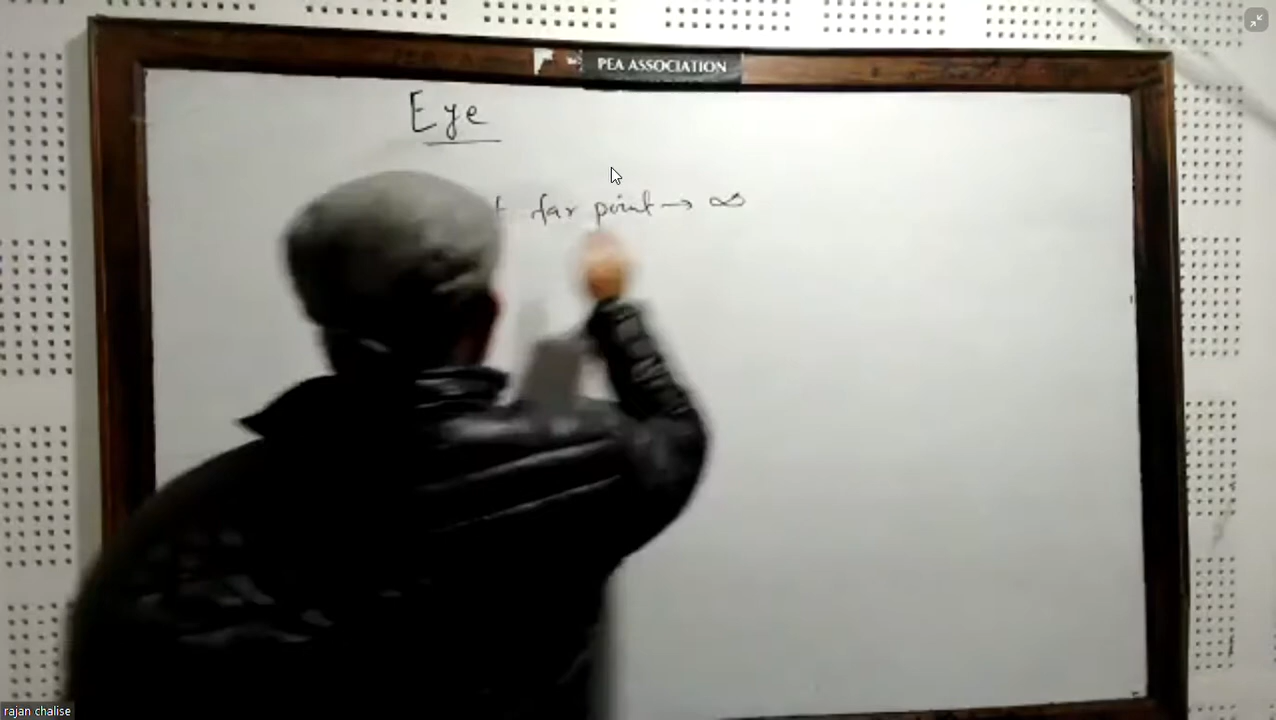 PEA ASSOCIATION
Eye
far point → ∞
rajan chalise